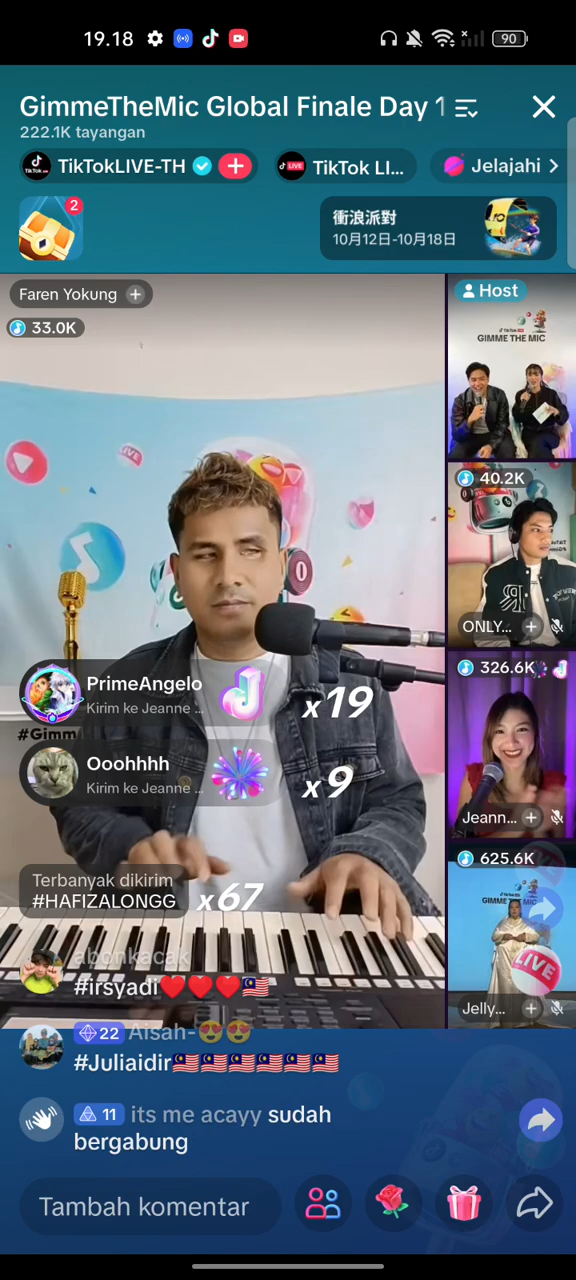 19.18
90
GimmeTheMic Global Finale Day 1
222.1K tayangan
TikTokLIVE-TH
TikTok LI...
Jelajahi
2
衝浪派對
10月12日-10月18日
Faren Yokung
33.0K
Host
GIMME THE MIC
40.2K
ONLY...
326.6K
Jeann...
625.6K
GIMME THE MIC
LIVE
Jelly...
PrimeAngelo
Kirim ke Jeanne ...
x19
#Gimm
Ooohhhh
Kirim ke Jeanne ...
x9
Terbanyak dikirim
#HAFIZALONGG
x67
abonkacak
#irsyadi❤️❤️❤️🇲🇾
22 Aisah-😍😍
#Juliaidir🇲🇾🇲🇾🇲🇾🇲🇾🇲🇾🇲🇾
11 its me acayy sudah
bergabung
Tambah komentar